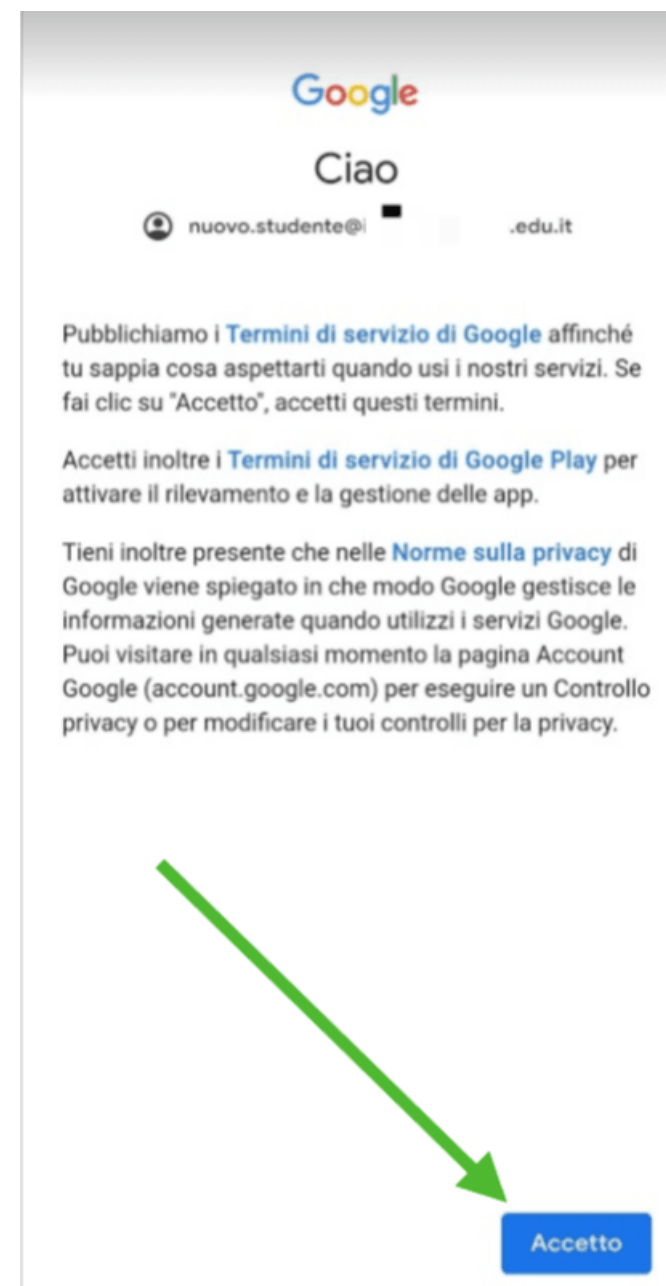 Google
Ciao
nuovo.studente@i .edu.it
Pubblichiamo i Termini di servizio di Google affinché
tu sappia cosa aspettarti quando usi i nostri servizi. Se
fai clic su "Accetto", accetti questi termini.
Accetti inoltre i Termini di servizio di Google Play per
attivare il rilevamento e la gestione delle app.
Tieni inoltre presente che nelle Norme sulla privacy di
Google viene spiegato in che modo Google gestisce le
informazioni generate quando utilizzi i servizi Google.
Puoi visitare in qualsiasi momento la pagina Account
Google (account.google.com) per eseguire un Controllo
privacy o per modificare i tuoi controlli per la privacy.
Accetto